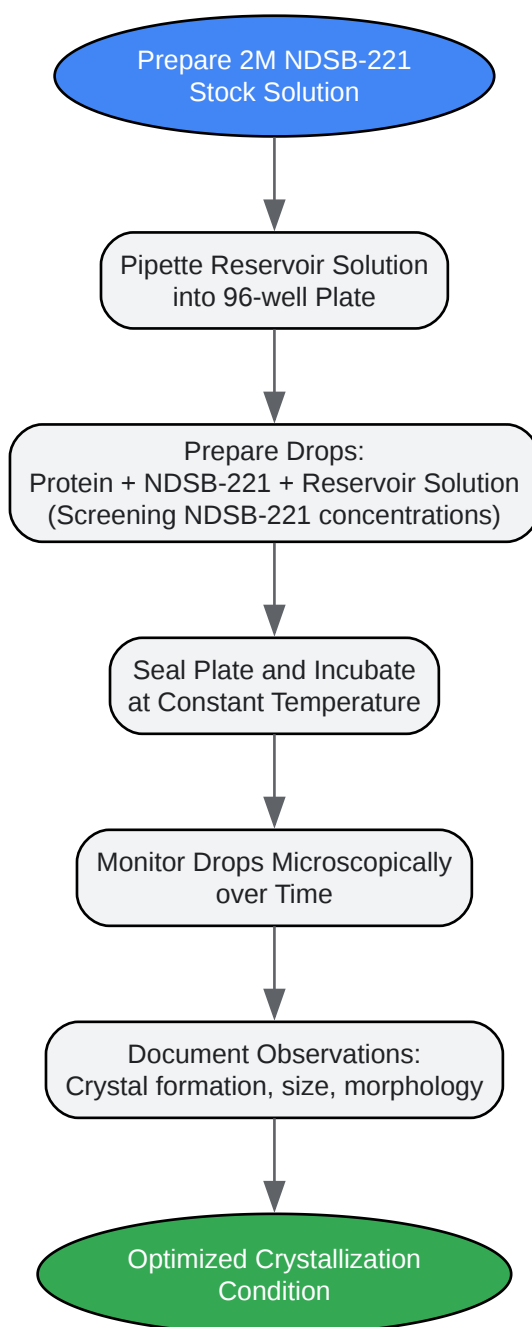 Prepare 2M NDSB-221
Stock Solution
Pipette Reservoir Solution
into 96-well Plate
Prepare Drops:
Protein + NDSB-221 + Reservoir Solution
(Screening NDSB-221 concentrations)
Seal Plate and Incubate
at Constant Temperature
Monitor Drops Microscopically
over Time
Document Observations:
Crystal formation, size, morphology
Optimized Crystallization
Condition